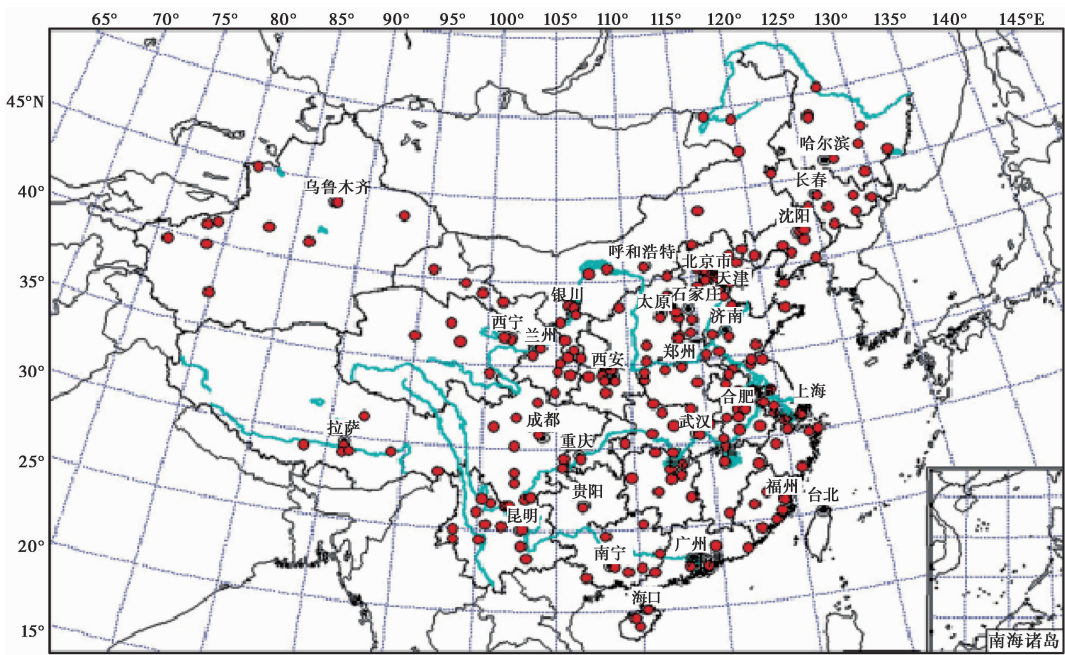 65° 70° 75° 80° 85° 90° 95° 100° 105° 110° 115° 120° 125° 130° 135° 140° 145°E
45°N
40°
35°
30°
25°
20°
15°
哈尔滨
长春
乌鲁木齐
沈阳
呼和浩特
北京市
天津
银川
太原
石家庄
西宁
济南
兰州
郑州
西安
合肥
上海
成都
武汉
拉萨
重庆
贵阳
福州
台北
昆明
南宁
广州
海口
南海诸岛